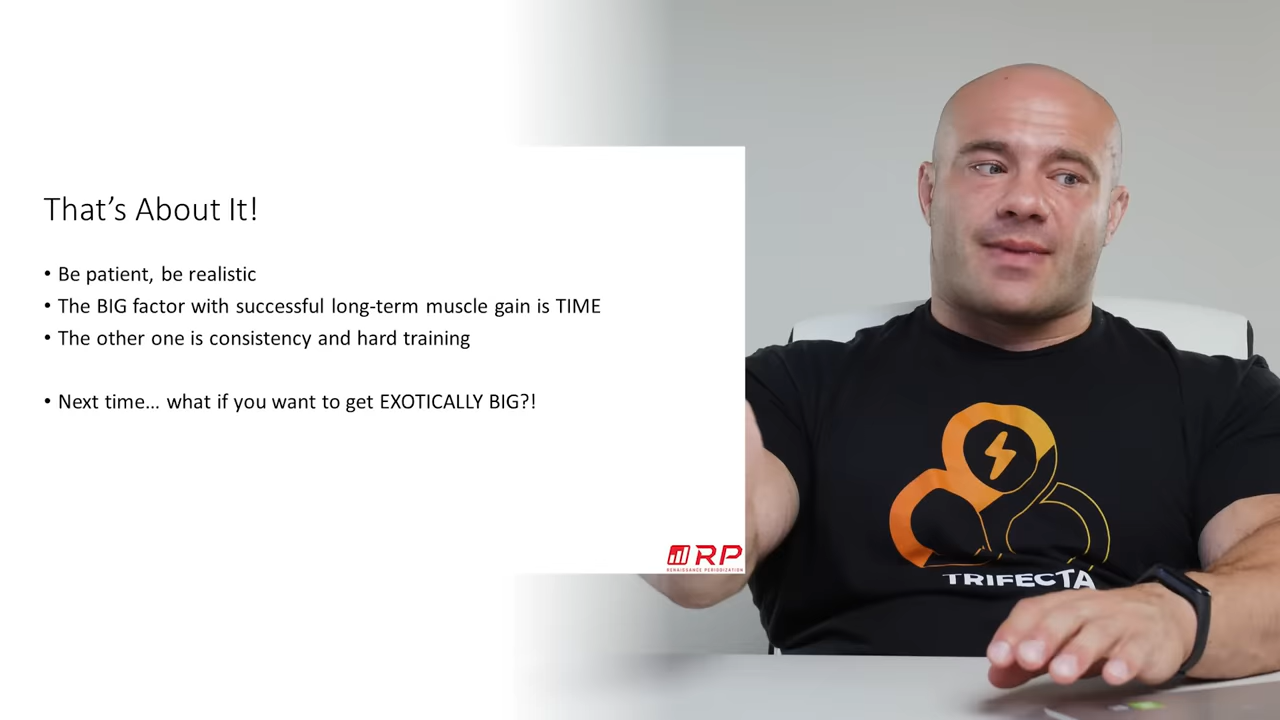 That’s About It!
• Be patient, be realistic
• The BIG factor with successful long-term muscle gain is TIME
• The other one is consistency and hard training
• Next time… what if you want to get EXOTICALLY BIG?!
RP
RENAISSANCE PERIODIZATION
TRIFECTA